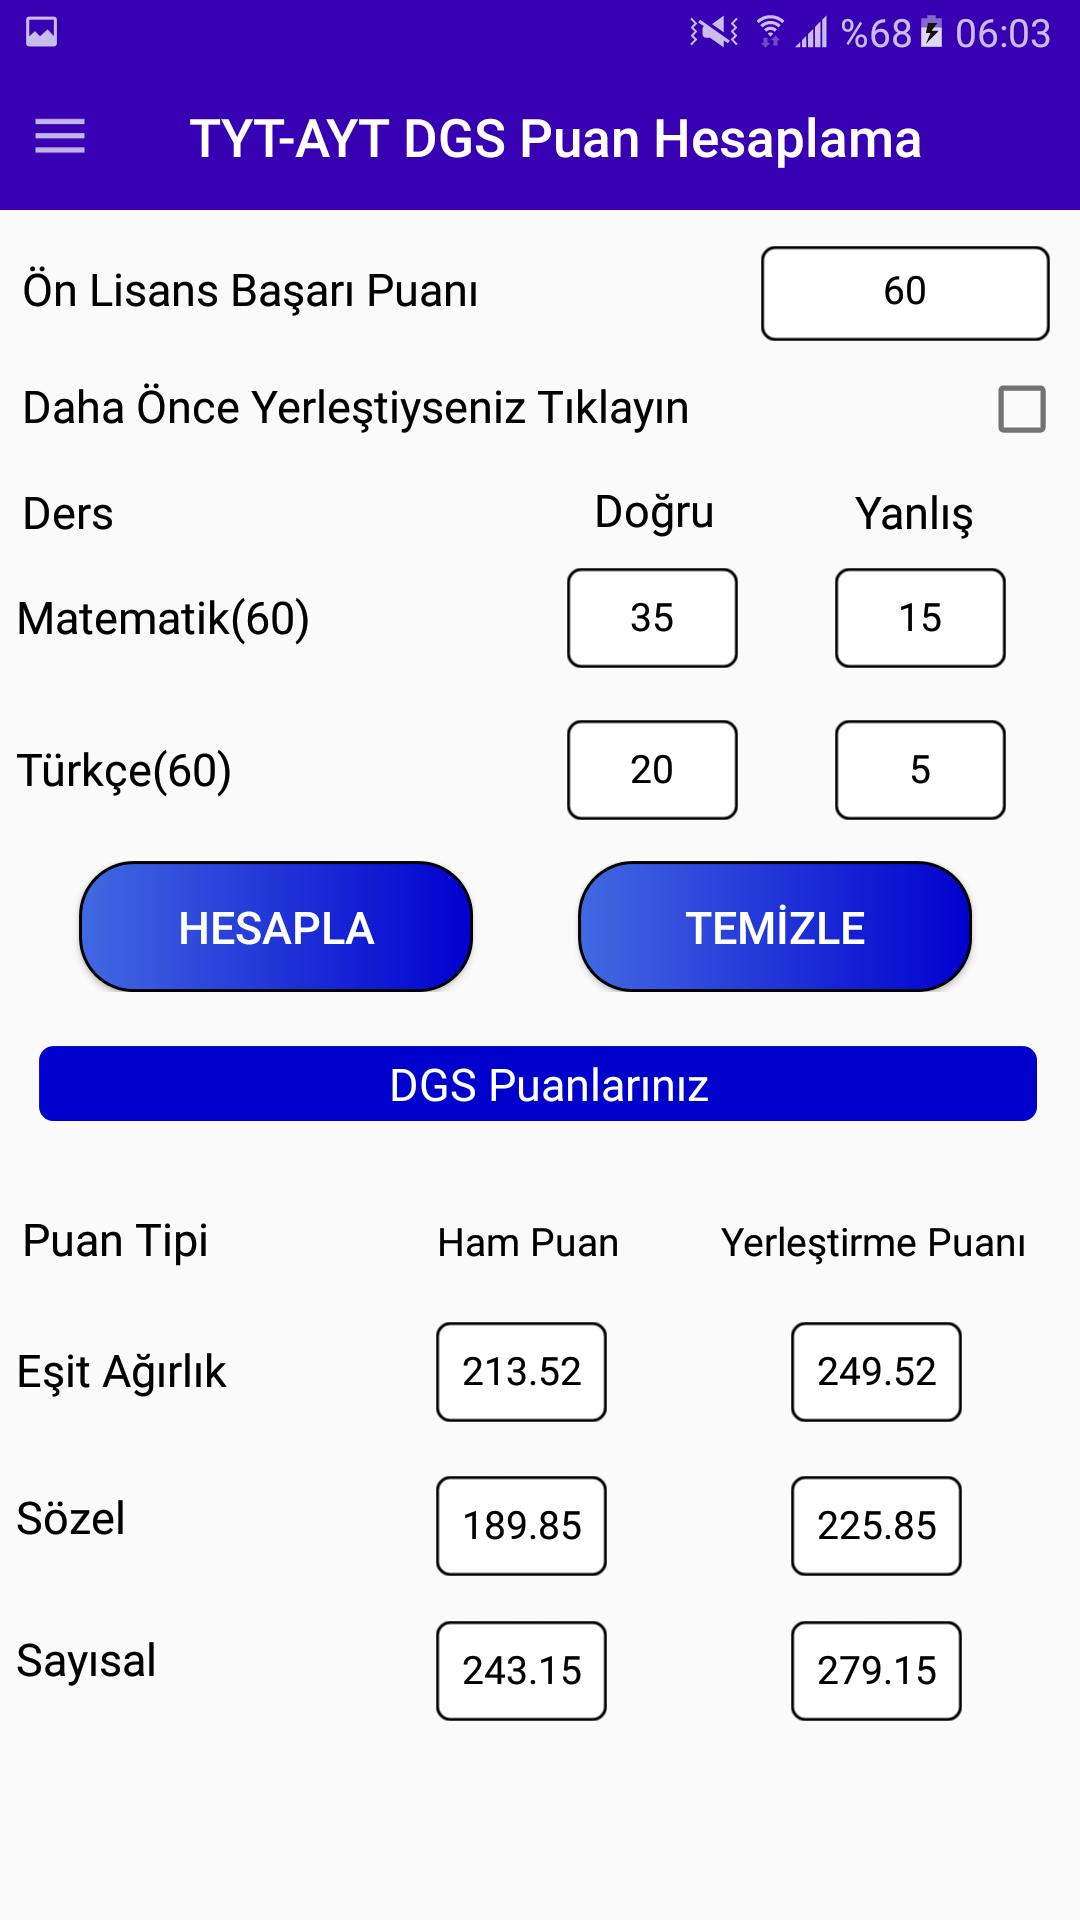 %68 06:03
TYT-AYT DGS Puan Hesaplama
Ön Lisans Başarı Puanı 60
Daha Önce Yerleştiyseniz Tıklayın
Ders Doğru Yanlış
Matematik(60) 35 15
Türkçe(60) 20 5
HESAPLA TEMİZLE
DGS Puanlarınız
Puan Tipi Ham Puan Yerleştirme Puanı
Eşit Ağırlık 213.52 249.52
Sözel 189.85 225.85
Sayısal 243.15 279.15